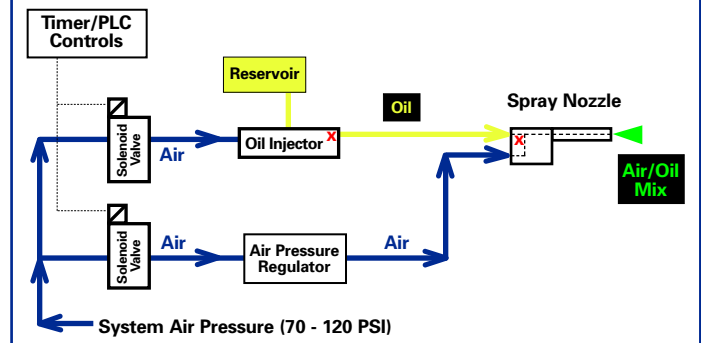 Timer/PLC
Controls
Reservoir
Oil
Spray Nozzle
Solenoid
Valve
Air
Oil Injector
x
x
Air/Oil
Mix
Solenoid
Valve
Air
Air Pressure
Regulator
Air
System Air Pressure (70 - 120 PSI)